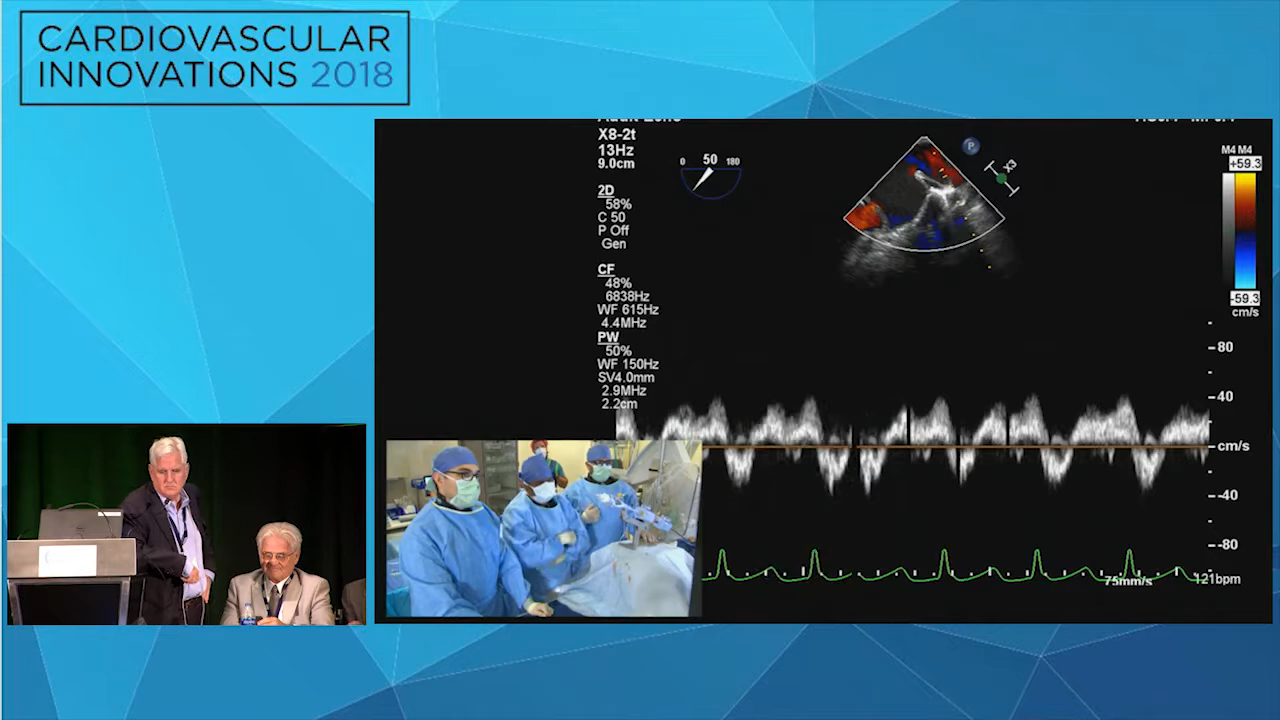 CARDIOVASCULAR
INNOVATIONS 2018
X8-2t
13Hz
9.0cm
0 50 180
P
X3
M4 M4
+59.3
2D
58%
C 50
P Off
Gen
CF
48%
6838Hz
WF 615Hz
4.4MHz
-59.3
cm/s
PW
50%
WF 150Hz
SV4.0mm
2.9MHz
2.2cm
80
40
cm/s
-40
-80
75mm/s
121bpm